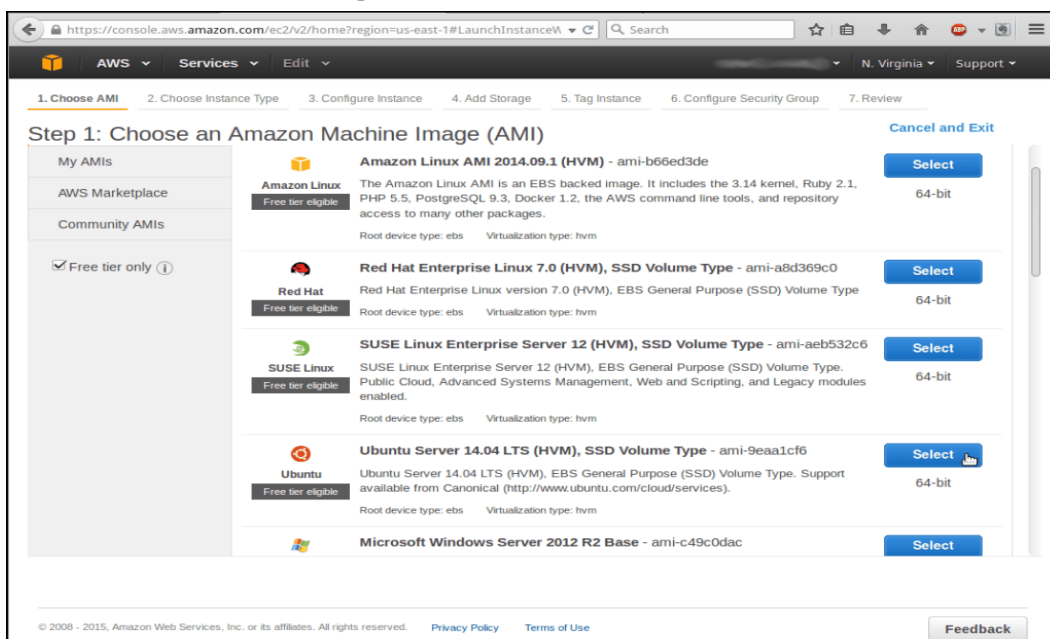 https://console.aws.amazon.com/ec2/v2/home?region=us-east-1#LaunchInstanceW
Search
ABP
AWS Services Edit N. Virginia Support
1. Choose AMI 2. Choose Instance Type 3. Configure Instance 4. Add Storage 5. Tag Instance 6. Configure Security Group 7. Review
Step 1: Choose an Amazon Machine Image (AMI)
Cancel and Exit
My AMIs
AWS Marketplace
Community AMIs
Free tier only
Amazon Linux
Free tier eligible
Amazon Linux AMI 2014.09.1 (HVM) - ami-b66ed3de
The Amazon Linux AMI is an EBS backed image. It includes the 3.14 kernel, Ruby 2.1,
PHP 5.5, PostgreSQL 9.3, Docker 1.2, the AWS command line tools, and repository
access to many other packages.
Root device type: ebs Virtualization type: hvm
Select
64-bit
Red Hat
Free tier eligible
Red Hat Enterprise Linux 7.0 (HVM), SSD Volume Type - ami-a8d369c0
Red Hat Enterprise Linux version 7.0 (HVM), EBS General Purpose (SSD) Volume Type
Root device type: ebs Virtualization type: hvm
Select
64-bit
SUSE Linux
Free tier eligible
SUSE Linux Enterprise Server 12 (HVM), SSD Volume Type - ami-aeb532c6
SUSE Linux Enterprise Server 12 (HVM), EBS General Purpose (SSD) Volume Type.
Public Cloud, Advanced Systems Management, Web and Scripting, and Legacy modules
enabled.
Root device type: ebs Virtualization type: hvm
Select
64-bit
Ubuntu
Free tier eligible
Ubuntu Server 14.04 LTS (HVM), SSD Volume Type - ami-9eaa1cf6
Ubuntu Server 14.04 LTS (HVM), EBS General Purpose (SSD) Volume Type. Support
available from Canonical (http://www.ubuntu.com/cloud/services).
Root device type: ebs Virtualization type: hvm
Select
64-bit
Microsoft Windows Server 2012 R2 Base - ami-c49c0dac
Select
© 2008 - 2015, Amazon Web Services, Inc. or its affiliates. All rights reserved. Privacy Policy Terms of Use
Feedback